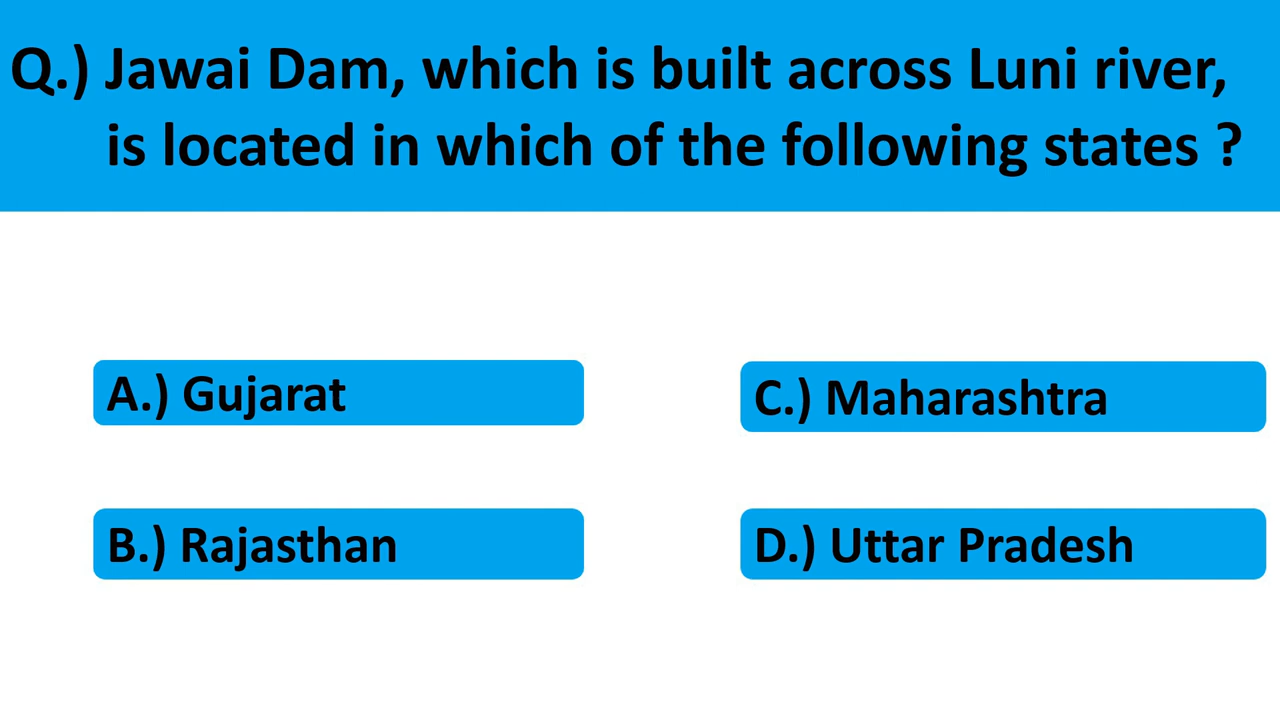 Q.) Jawai Dam, which is built across Luni river,
is located in which of the following states ?
A.) Gujarat
B.) Rajasthan
C.) Maharashtra
D.) Uttar Pradesh